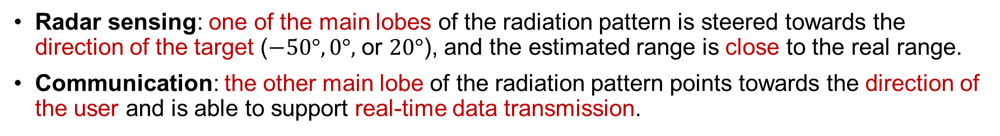 • Radar sensing: one of the main lobes of the radiation pattern is steered towards the
direction of the target (−50°, 0°, or 20°), and the estimated range is close to the real range.
• Communication: the other main lobe of the radiation pattern points towards the direction of
the user and is able to support real-time data transmission.